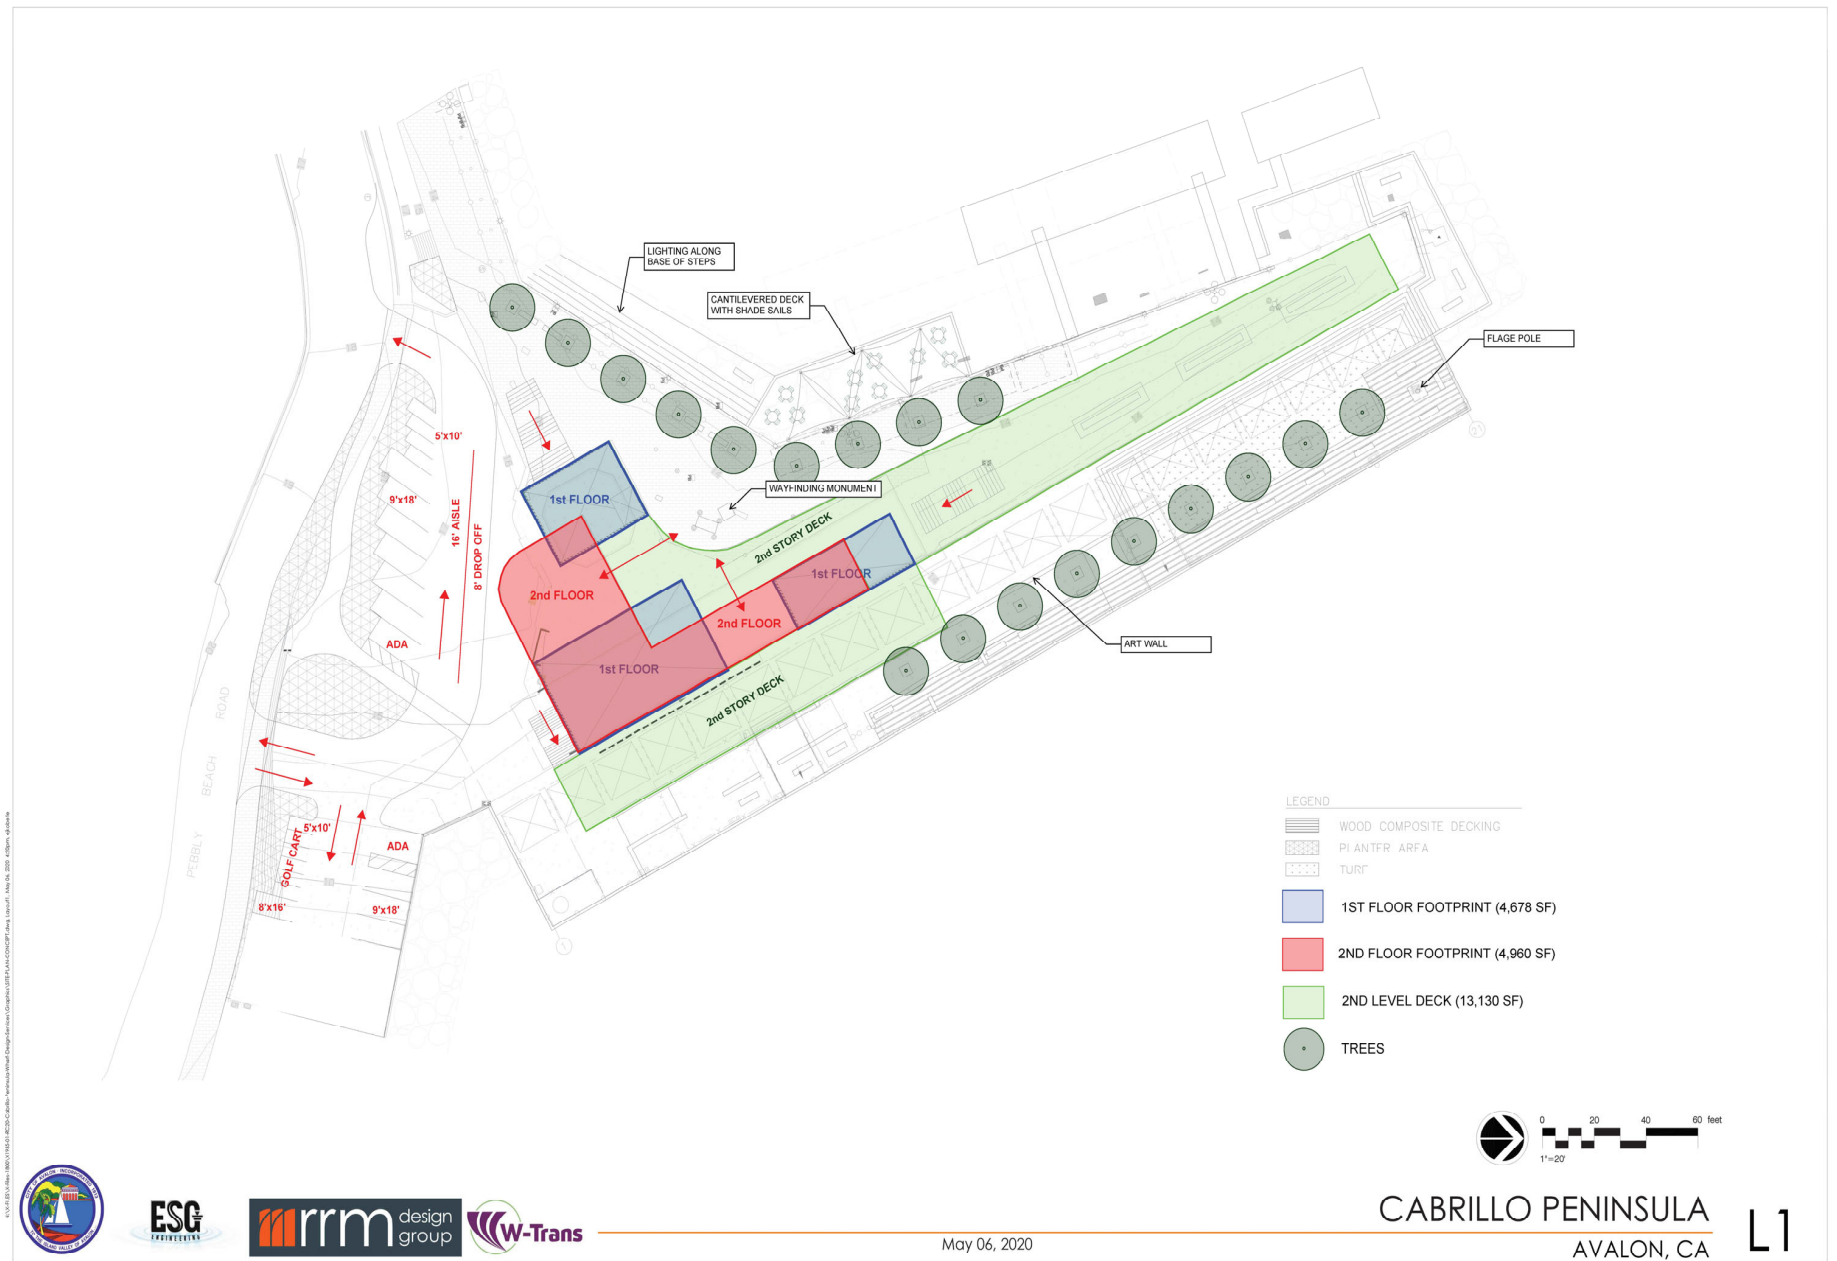 LIGHTING ALONG
BASE OF STEPS
CANTILEVERED DECK
WITH SHADE SAILS
FLAGE POLE
5'x10'
9'x18'
16' AISLE
8' DROP OFF
1st FLOOR
WAYFINDING MONUMENT
2nd STORY DECK
1st FLOOR
2nd FLOOR
2nd FLOOR
ADA
ART WALL
1st FLOOR
2nd STORY DECK
PEBBLY BEACH ROAD
5'x10'
GOLF CART
ADA
8'x16'
9'x18'
LEGEND
WOOD COMPOSITE DECKING
PLANTER AREA
TURF
1ST FLOOR FOOTPRINT (4,678 SF)
2ND FLOOR FOOTPRINT (4,960 SF)
2ND LEVEL DECK (13,130 SF)
TREES
0 20 40 60 feet
1"=20'
CABRILLO PENINSULA
AVALON, CA
L1
May 06, 2020
ESG
ENGINEERING
rrm design
group
W-Trans